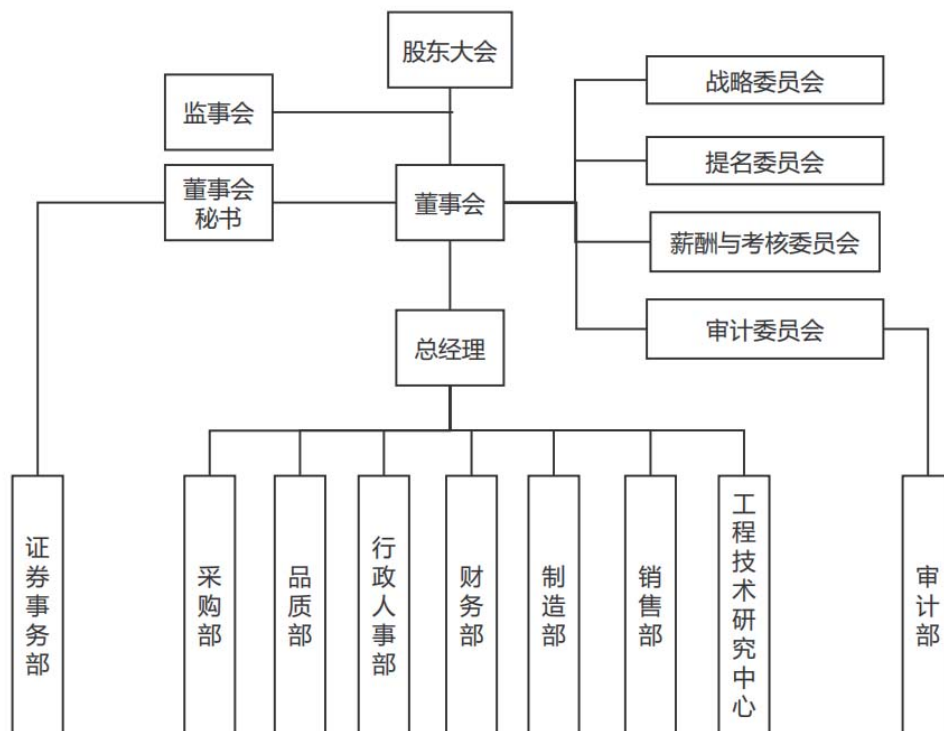 股东大会
战略委员会
监事会
提名委员会
董事会
秘书
董事会
薪酬与考核委员会
总经理
审计委员会
证券事务部
采购部
品质部
行政人事部
财务部
制造部
销售部
工程技术研究中心
审计部